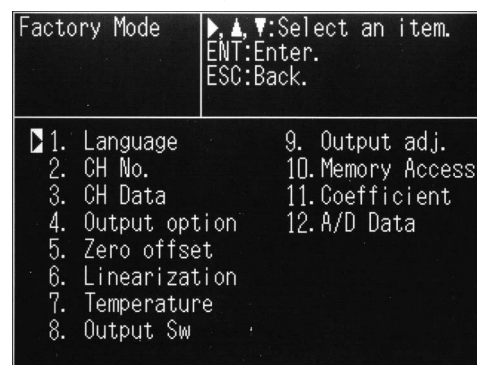 Factory Mode
▶,▲,▼:Select an item.
ENT:Enter.
ESC:Back.
1. Language
2. CH No.
3. CH Data
4. Output option
5. Zero offset
6. Linearization
7. Temperature
8. Output Sw
9. Output adj.
10. Memory Access
11. Coefficient
12. A/D Data